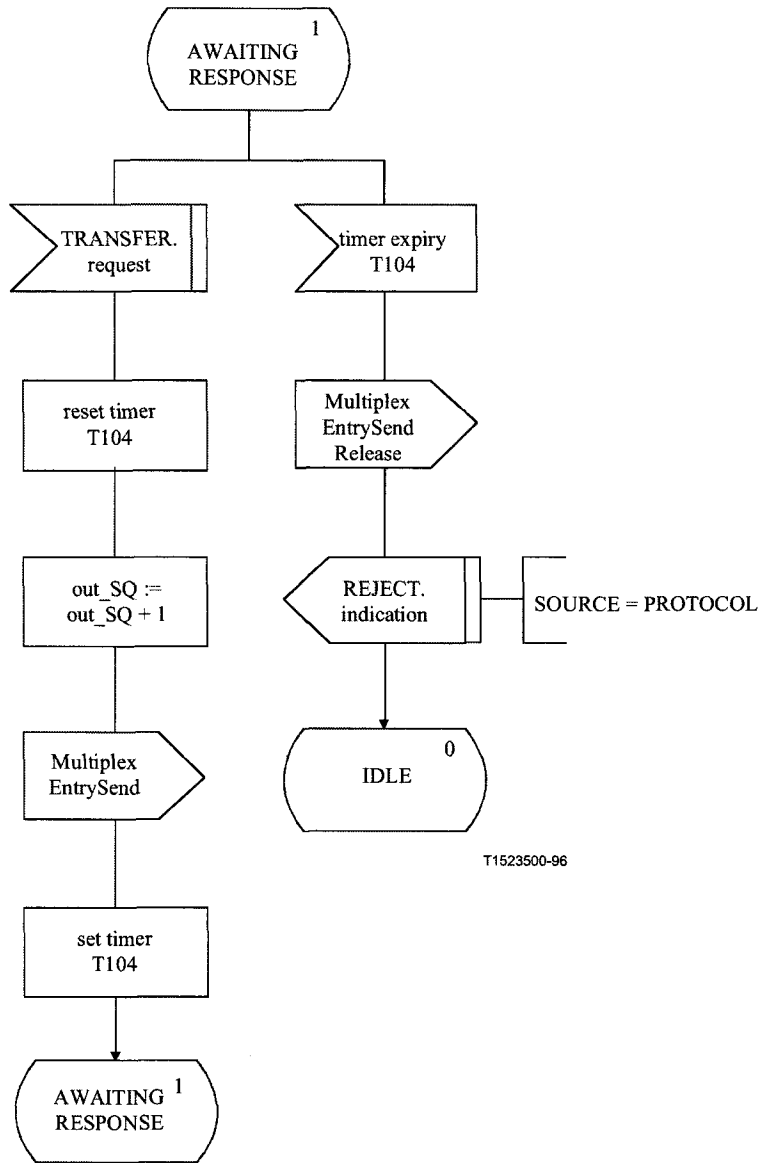 1
AWAITING
RESPONSE
TRANSFER.
request
reset timer
T104
out_SQ :=
out_SQ + 1
Multiplex
EntrySend
set timer
T104
AWAITING 1
RESPONSE
timer expiry
T104
Multiplex
EntrySend
Release
REJECT.
indication
SOURCE = PROTOCOL
0
IDLE
T1523500-96